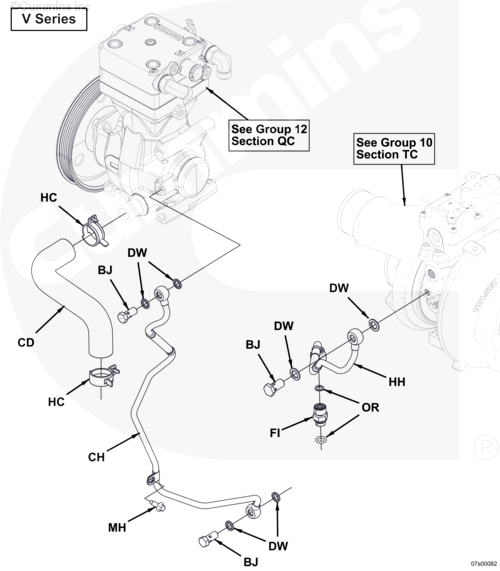 © Cummins Inc
V Series
Cummins
See Group 12
Section QC
See Group 10
Section TC
HC
DW
BJ
CD
DW
DW
BJ
HC
HH
OR
FI
CH
MH
DW
BJ
®
07s00082